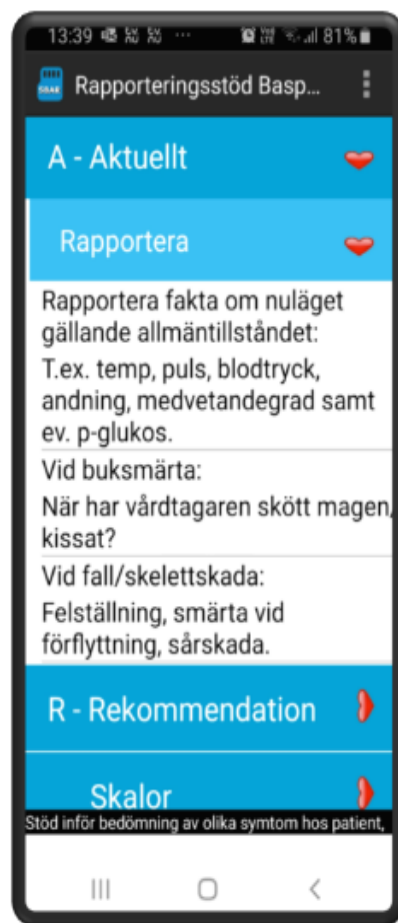 13:39 ··· 81%
SBAR Rapporteringsstöd Basp...
A - Aktuellt
Rapportera
Rapportera fakta om nuläget
gällande allmäntillståndet:
T.ex. temp, puls, blodtryck,
andning, medvetandegrad samt
ev. p-glukos.
Vid buksmärta:
När har vårdtagaren skött magen,
kissat?
Vid fall/skelettskada:
Felställning, smärta vid
förflyttning, sårskada.
R - Rekommendation
Skalor
Stöd inför bedömning av olika symtom hos patient,